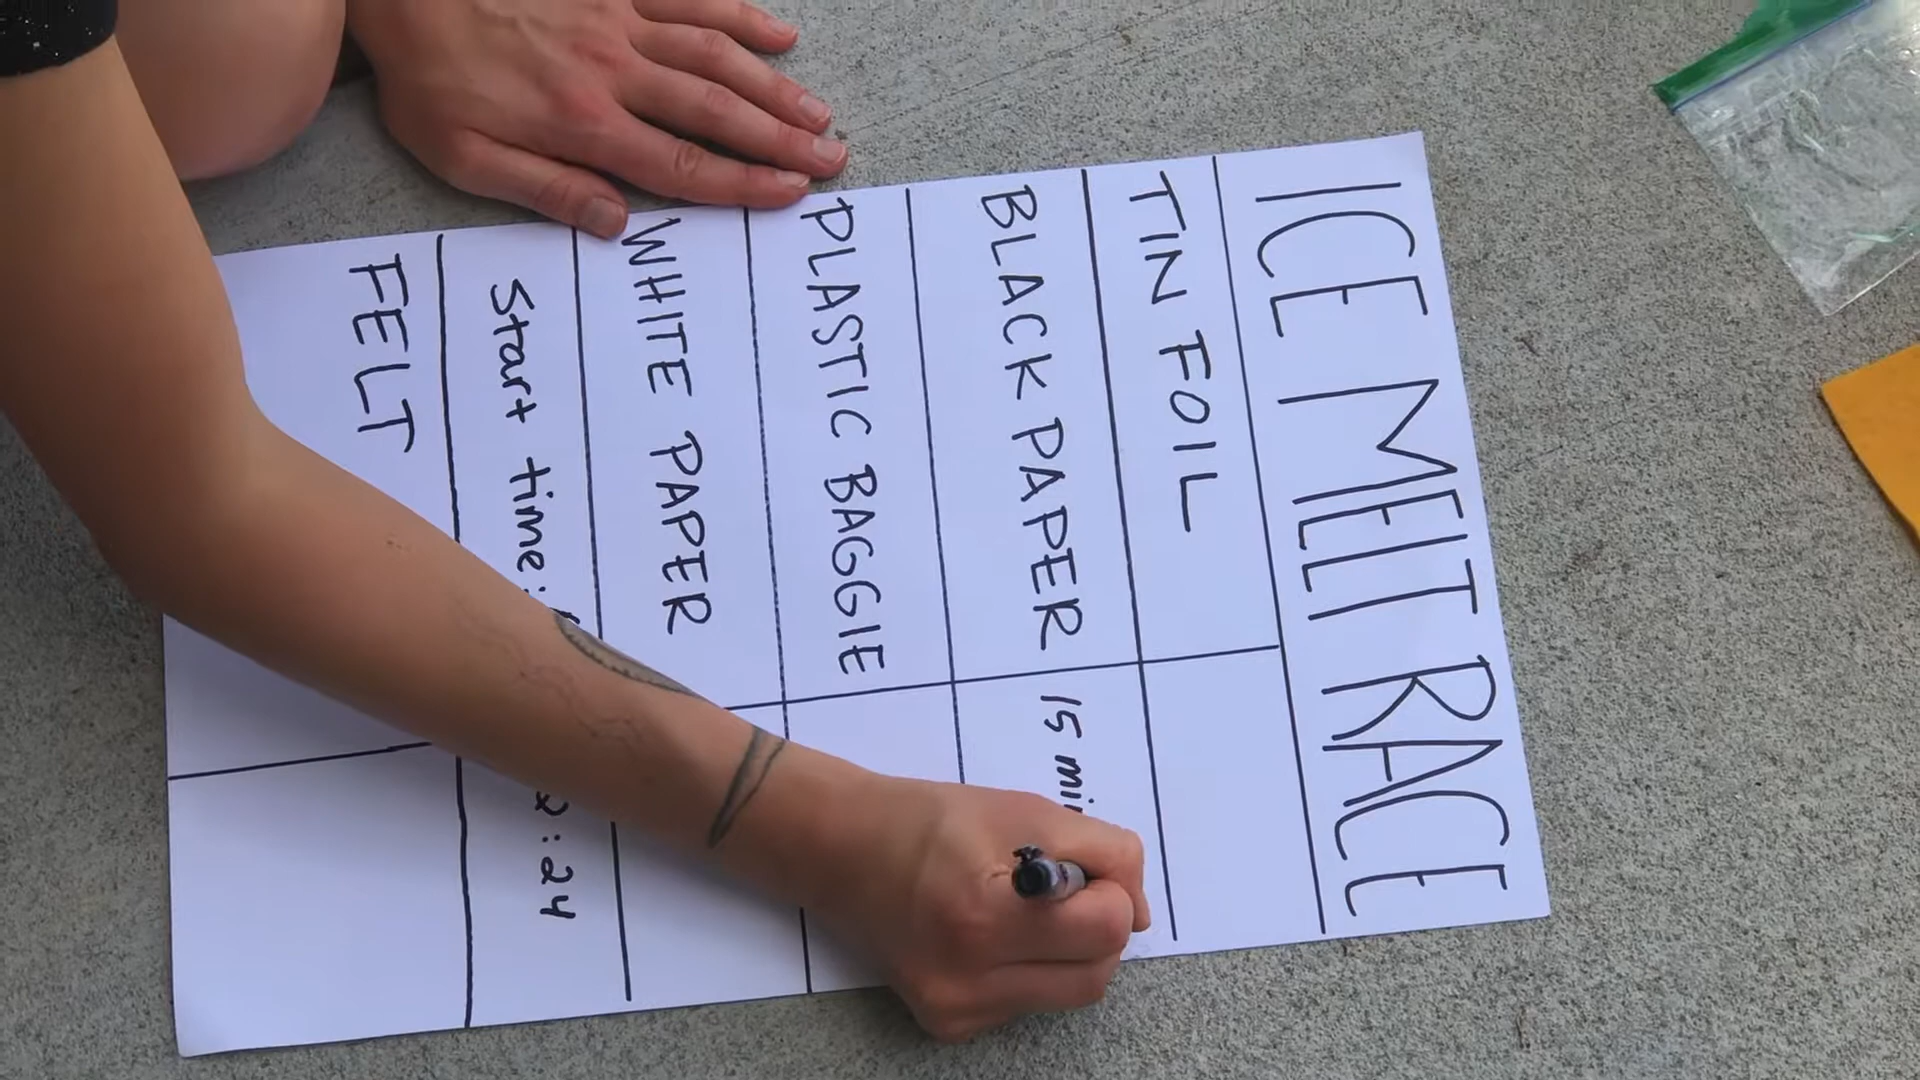 ICE MELT RACE
TIN FOIL
BLACK PAPER 15 mi
PLASTIC BAGGIE
WHITE PAPER
Start time: :24
FELT